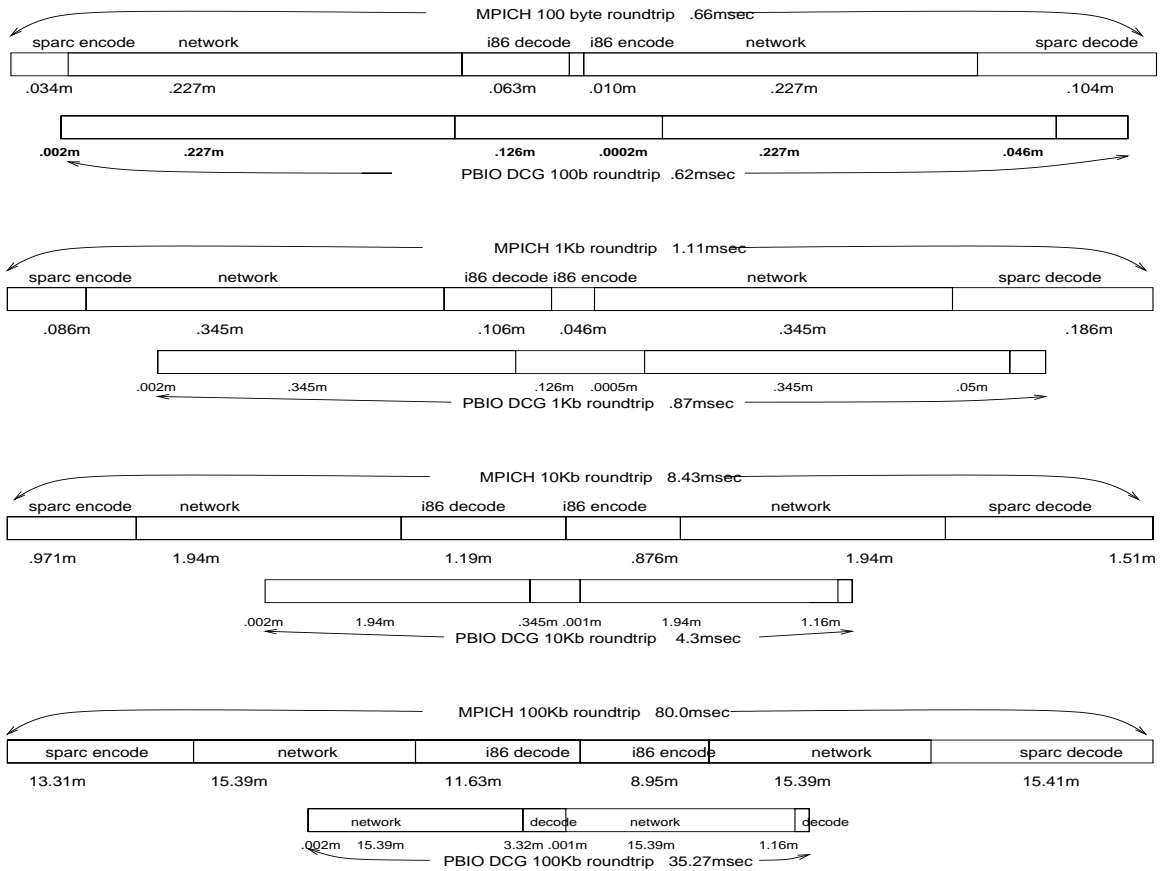 MPICH 100 byte roundtrip .66msec
sparc encode network i86 decode i86 encode network sparc decode
.034m .227m .063m .010m .227m .104m
.002m .227m .126m .0002m .227m .046m
PBIO DCG 100b roundtrip .62msec
MPICH 1Kb roundtrip 1.11msec
sparc encode network i86 decode i86 encode network sparc decode
.086m .345m .106m .046m .345m .186m
.002m .345m .126m .0005m .345m .05m
PBIO DCG 1Kb roundtrip .87msec
MPICH 10Kb roundtrip 8.43msec
sparc encode network i86 decode i86 encode network sparc decode
.971m 1.94m 1.19m .876m 1.94m 1.51m
.002m 1.94m .345m .001m 1.94m 1.16m
PBIO DCG 10Kb roundtrip 4.3msec
MPICH 100Kb roundtrip 80.0msec
sparc encode network i86 decode i86 encode network sparc decode
13.31m 15.39m 11.63m 8.95m 15.39m 15.41m
network decode network decode
.002m 15.39m 3.32m .001m 15.39m 1.16m
PBIO DCG 100Kb roundtrip 35.27msec